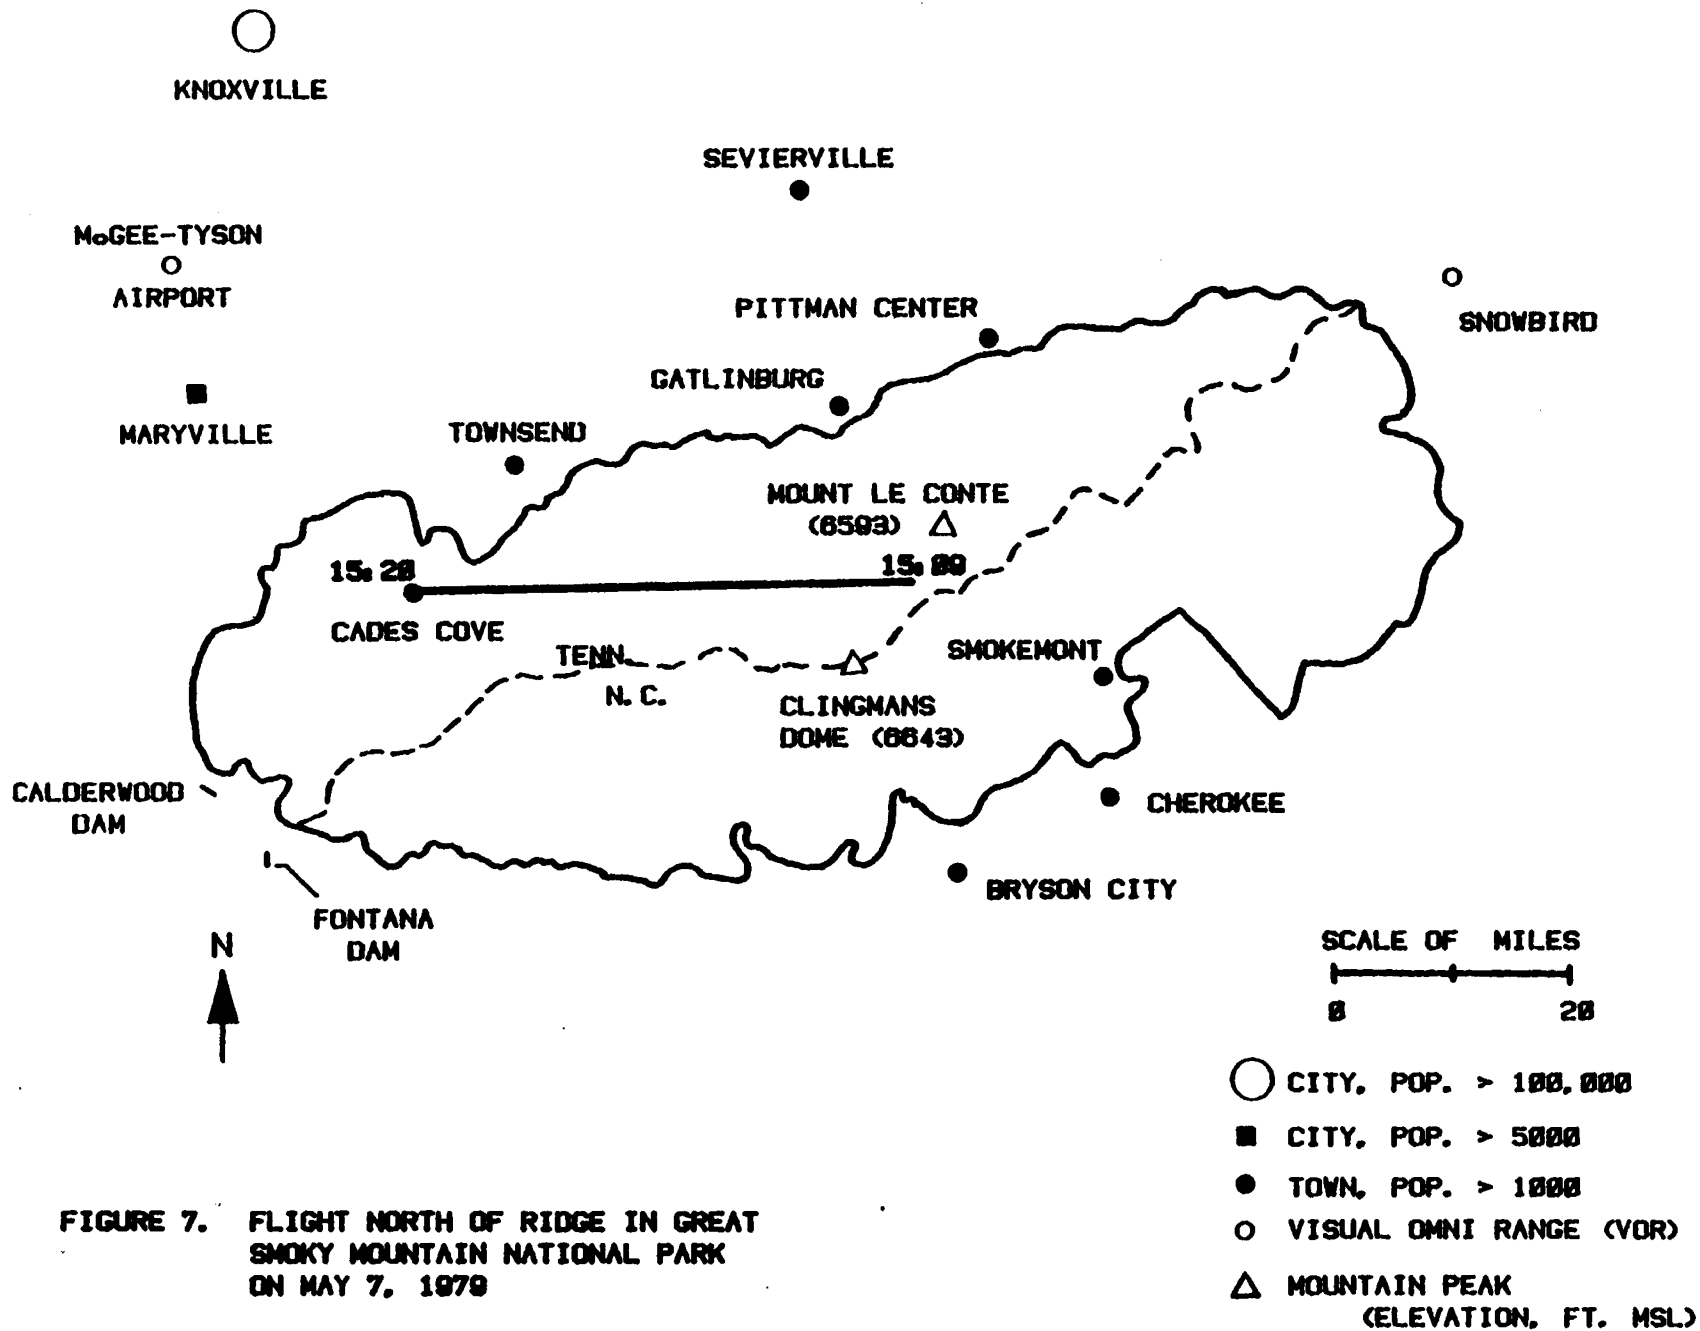 KNOXVILLE
SEVIERVILLE
McGEE-TYSON
AIRPORT
PITTMAN CENTER
SNOWBIRD
GATLINBURG
MARYVILLE
TOWNSEND
MOUNT LE CONTE
(6593)
15:20
15:09
CADES COVE
TENN.
N.C.
SMOKEMONT
CLINGMANS
DOME (6643)
CALDERWOOD
DAM
CHEROKEE
BRYSON CITY
FONTANA
DAM
N
SCALE OF MILES
0 20
CITY, POP. > 100,000
CITY, POP. > 5000
TOWN, POP. > 1000
VISUAL OMNI RANGE (VOR)
MOUNTAIN PEAK
(ELEVATION, FT. MSL)
FIGURE 7. FLIGHT NORTH OF RIDGE IN GREAT
SMOKY MOUNTAIN NATIONAL PARK
ON MAY 7, 1979